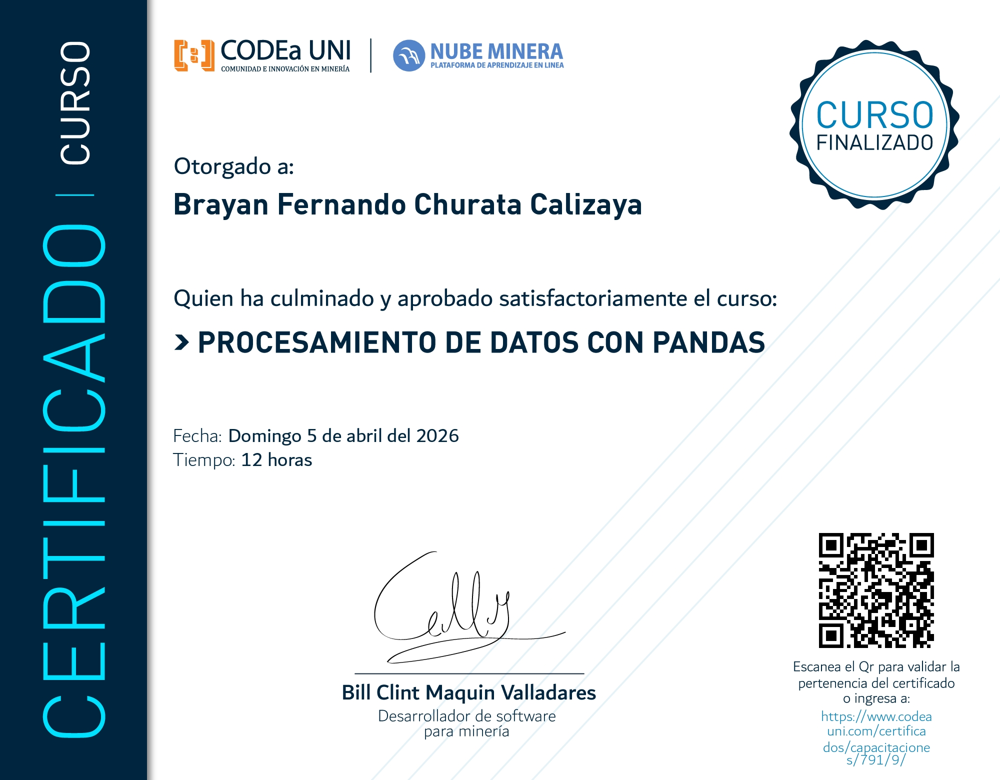 CERTIFICADO | CURSO
CODEa UNI
COMUNIDAD E INNOVACIÓN EN MINERÍA
NUBE MINERA
PLATAFORMA DE APRENDIZAJE EN LINEA
CURSO
FINALIZADO
Otorgado a:
Brayan Fernando Churata Calizaya
Quien ha culminado y aprobado satisfactoriamente el curso:
> PROCESAMIENTO DE DATOS CON PANDAS
Fecha: Domingo 5 de abril del 2026
Tiempo: 12 horas
Bill Clint Maquin Valladares
Desarrollador de software
para minería
Escanea el Qr para validar la
pertenencia del certificado
o ingresa a:
https://www.codea
uni.com/certifica
dos/capacitacione
s/791/9/